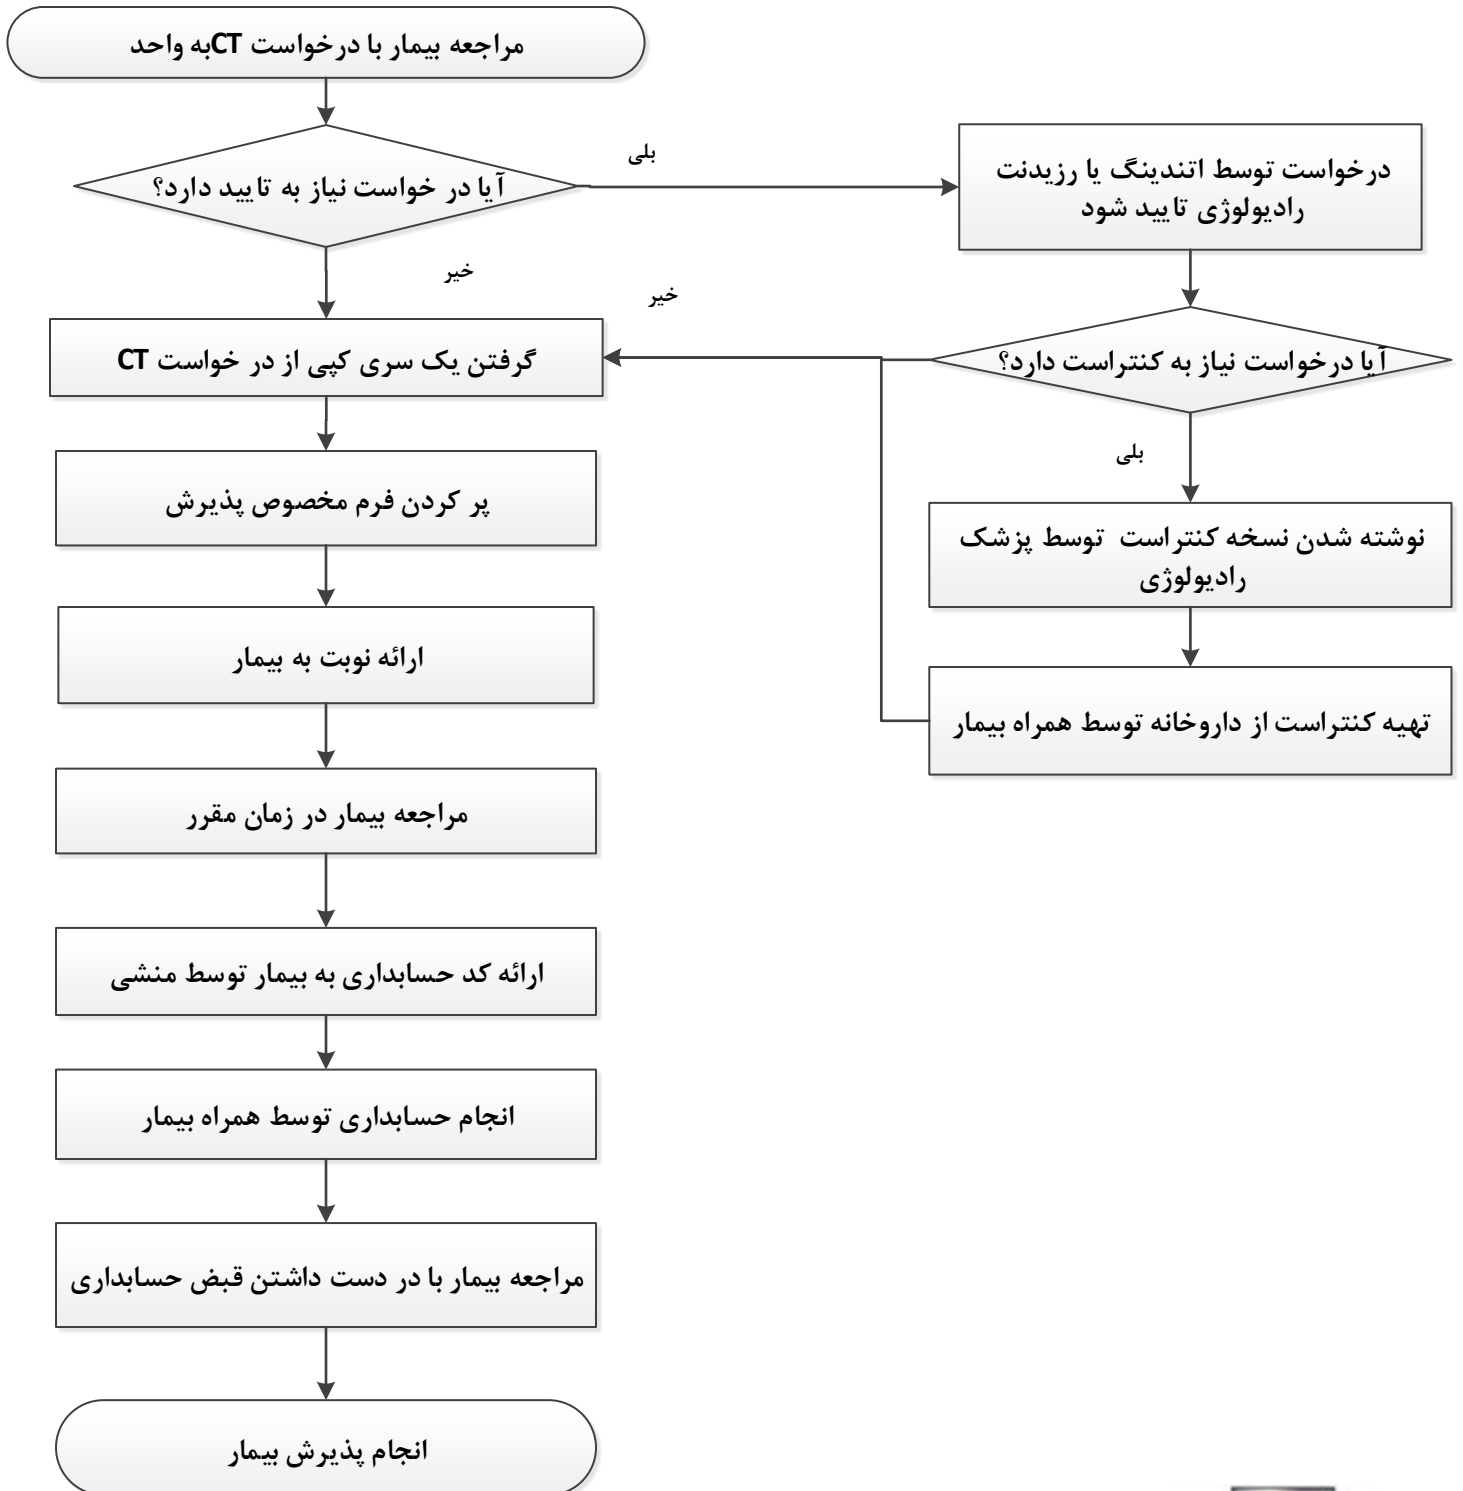 مراجعه بیمار با درخواست CTبه واحد
آیا در خواست نیاز به تایید دارد؟
بلی
درخواست توسط اتندینگ یا رزیدنت
رادیولوژی تایید شود
خیر
خیر
گرفتن یک سری کپی از در خواست CT
آیا درخواست نیاز به کنتراست دارد؟
بلی
پر کردن فرم مخصوص پذیرش
نوشته شدن نسخه کنتراست توسط پزشک
رادیولوژی
ارائه نوبت به بیمار
تهیه کنتراست از داروخانه توسط همراه بیمار
مراجعه بیمار در زمان مقرر
ارائه کد حسابداری به بیمار توسط منشی
انجام حسابداری توسط همراه بیمار
مراجعه بیمار با در دست داشتن قبض حسابداری
انجام پذیرش بیمار